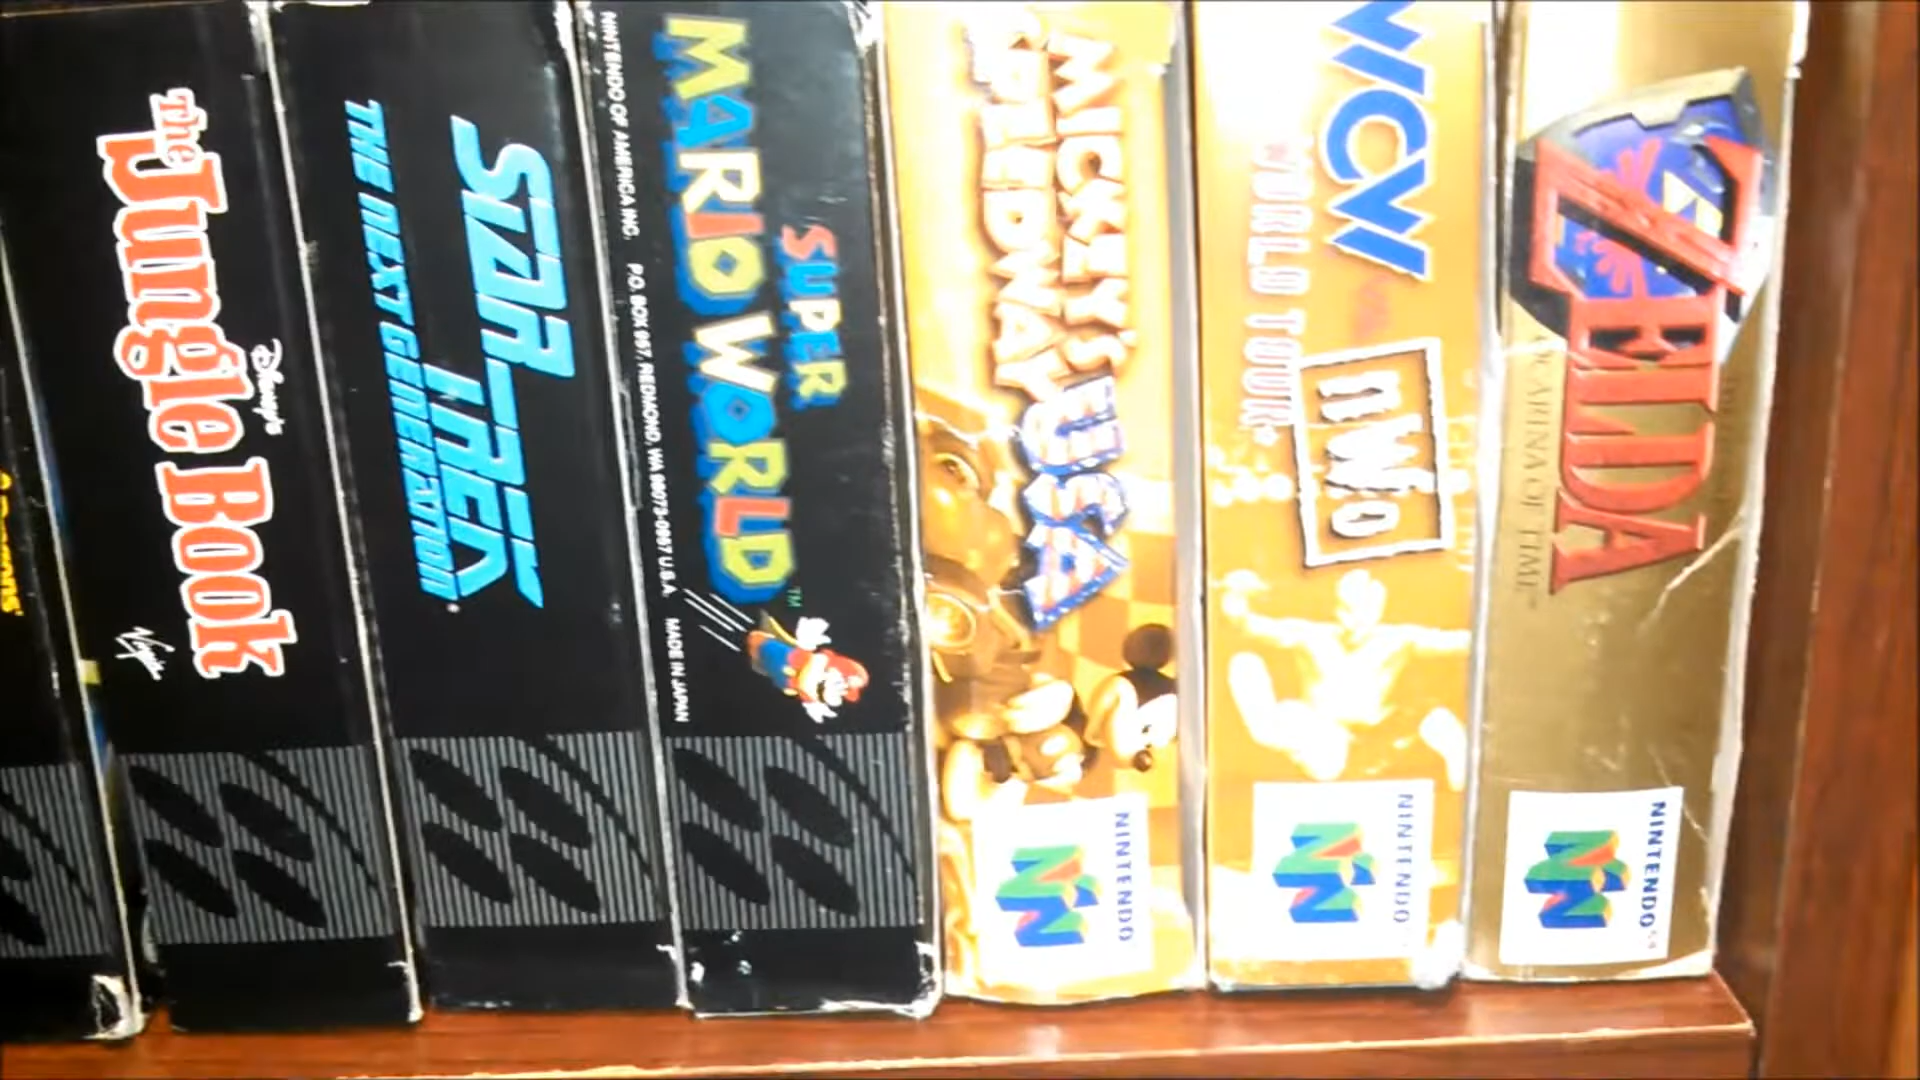 The
Jungle Book
Disney's
Virgin
STAR TREK
THE NEXT GENERATION
NINTENDO OF AMERICA INC. P.O. BOX 957, REDMOND, WA 98073-0957 U.S.A. MADE IN JAPAN
SUPER
MARIO WORLD™
MICKEY'S
SPEEDWAY USA
NINTENDO
WCW
nWo
WORLD TOUR
NINTENDO
ZELDA
OCARINA OF TIME
NINTENDO